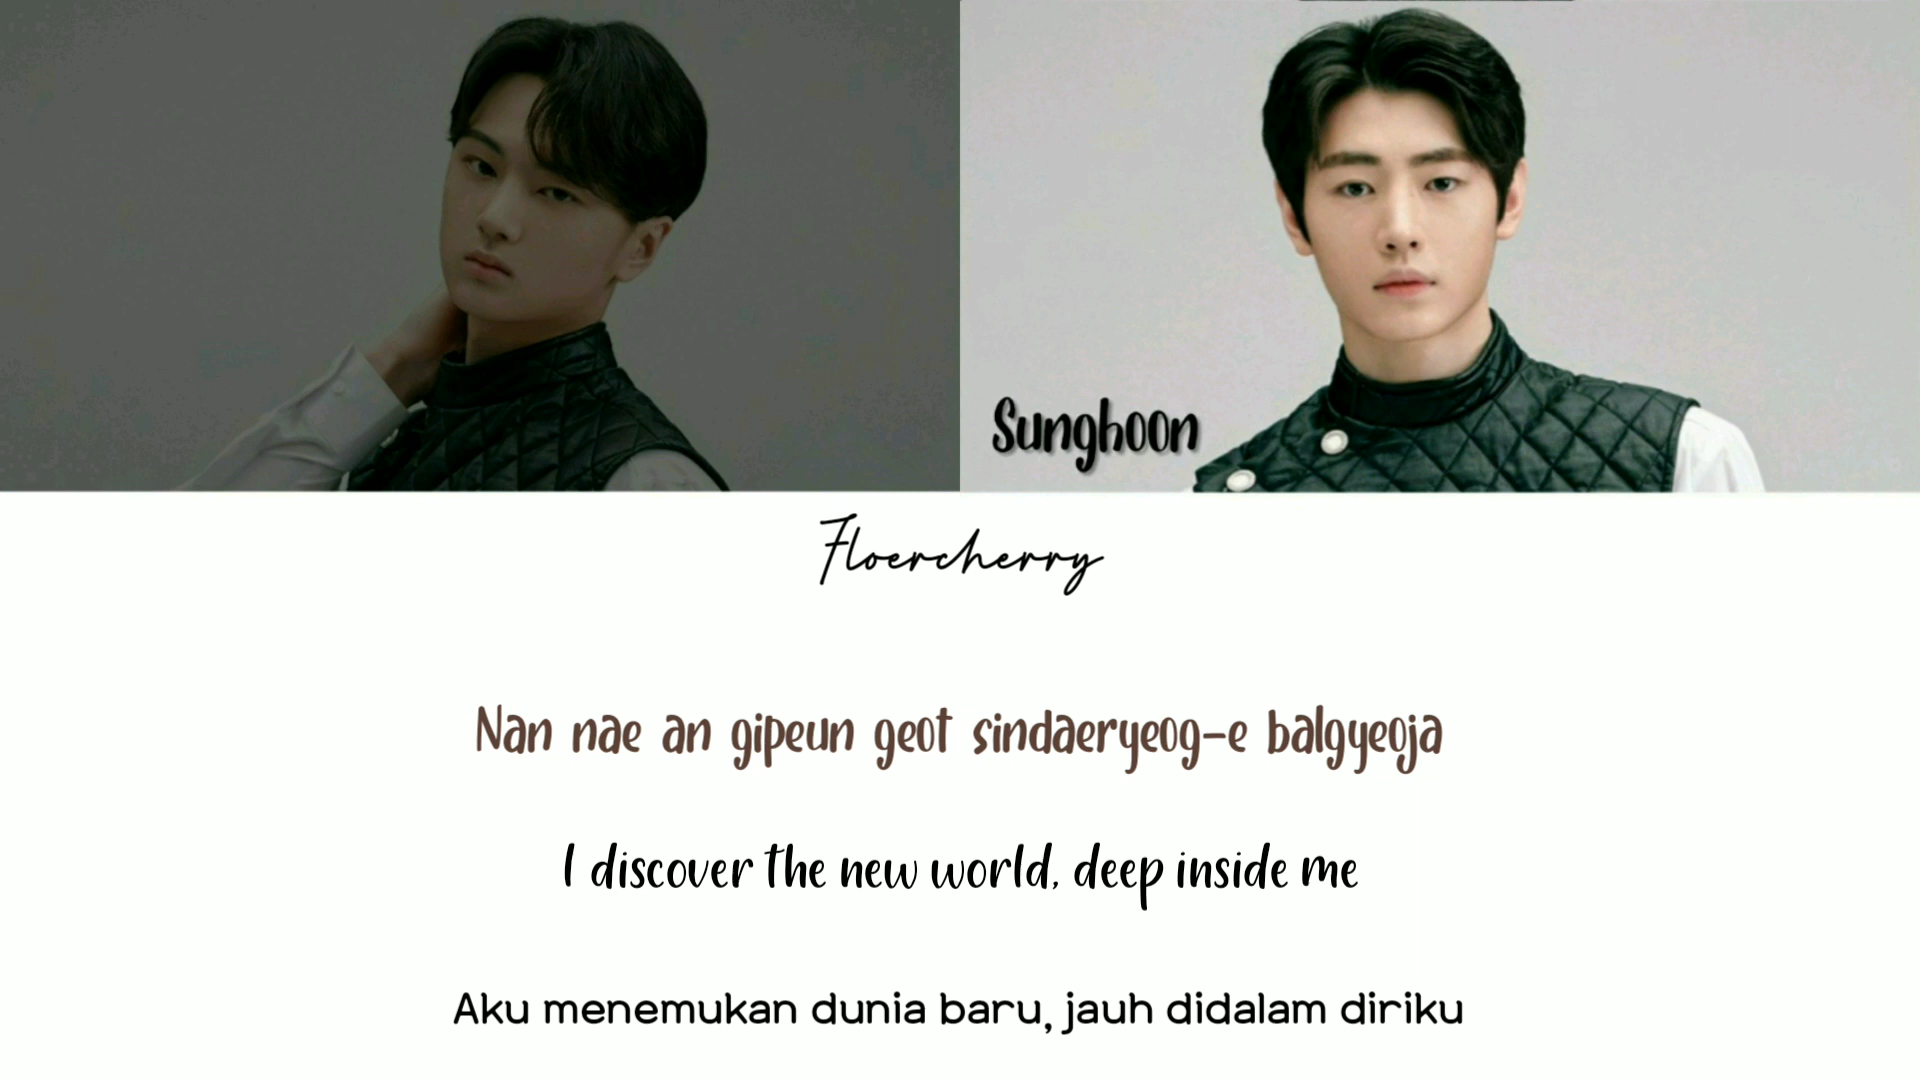 Sunghoon
Floercherry
Nan nae an gipeun geot sindaeryeog-e balgyeoja
I discover the new world, deep inside me
Aku menemukan dunia baru, jauh didalam diriku